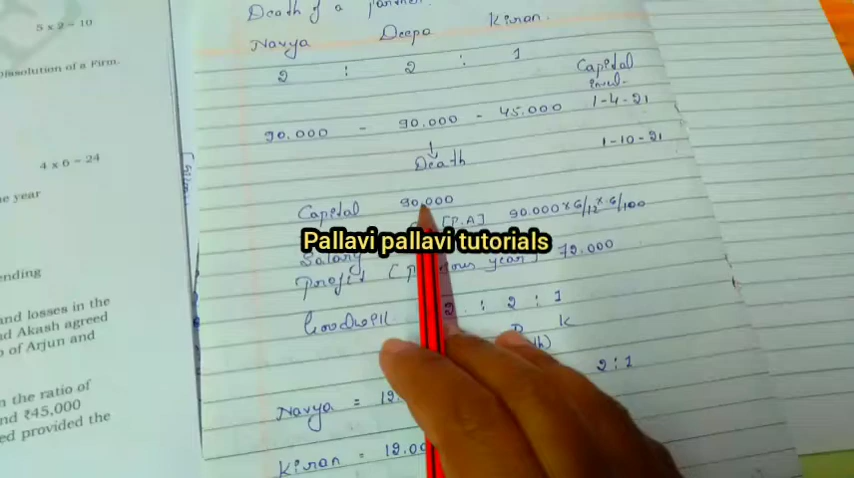 5 x 2 = 10
Dissolution of a Firm.
4 x 6 = 24
e year
ending
and losses in the
d Akash agreed
o of Arjun and
n the ratio of
nd ₹45,000
ed provided the
Death of a partner
Navya Deepa Kiran.
2 : 2 : 1
Capital
90.000 - 90.000 - 45.000 1-4-21
↓
Death 1-10-21
Capital 90.000
[P.A] 90.000 x 6/12 x 6/100
Pallavi pallavi tutorials
Salary
Profit year] 72.000
Goodwill 2 : 2 : 1
K
2:1
Navya = 12.
Kiran = 12.00